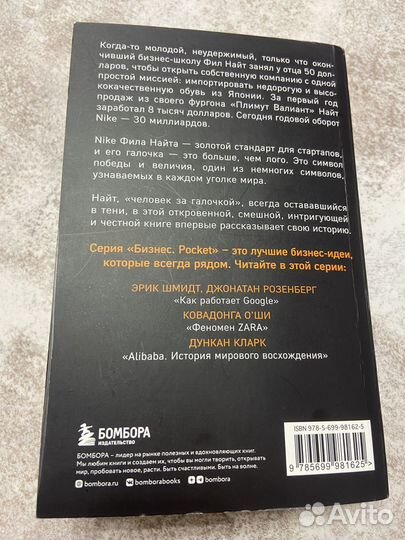 Когда-то молодой, неудержимый, только что окон-
чивший бизнес-школу Фил Найт занял у отца 50 дол-
ларов, чтобы открыть собственную компанию с одной
простой миссией: импортировать недорогую и высо-
кокачественную обувь из Японии. За первый год
продаж из своего фургона «Плимут Валиант» Найт
заработал 8 тысяч долларов. Сегодня годовой оборот
Nike — 30 миллиардов.
Nike Фила Найта — золотой стандарт для стартапов,
и его галочка — это больше, чем лого. Это символ
победы и величия, один из немногих символов,
узнаваемых в каждом уголке мира.
Найт, «человек за галочкой», всегда остававшийся
в тени, в этой откровенной, смешной, интригующей
и честной книге впервые рассказывает свою историю.
Серия «Бизнес. Pocket» – это лучшие бизнес-идеи,
которые всегда рядом. Читайте в этой серии:
ЭРИК ШМИДТ, ДЖОНАТАН РОЗЕНБЕРГ
«Как работает Google»
КОВАДОНГА О'ШИ
«Феномен ZARA»
ДУНКАН КЛАРК
«Alibaba. История мирового восхождения»
БОМБОРА
ИЗДАТЕЛЬСТВО
БОМБОРА – лидер на рынке полезных и вдохновляющих книг.
Мы любим книги и создаем их, чтобы вы могли творить, открывать
мир, пробовать новое, расти. Быть счастливыми. Быть на волне.
bombora.ru bomborabooks bombora
ISBN 978-5-699-98162-5
9 785699 981625 >
Avito